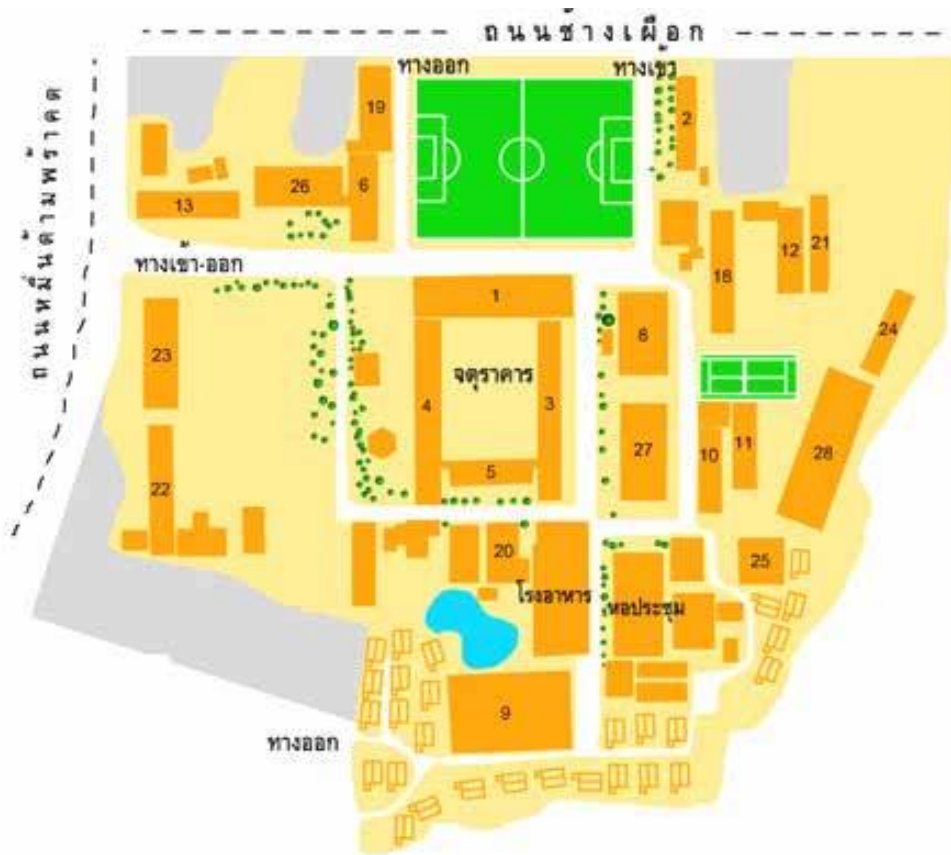 ถนนช้างเผือก
ทางออก
ทางเข้า
ถนนหมื่นด้ามพร้าคต
19
2
26
6
13
18
12
21
ทางเข้า-ออก
1
23
8
24
จตุราคาร
4
3
27
10
11
28
5
22
20
25
โรงอาหาร
หอประชุม
9
ทางออก